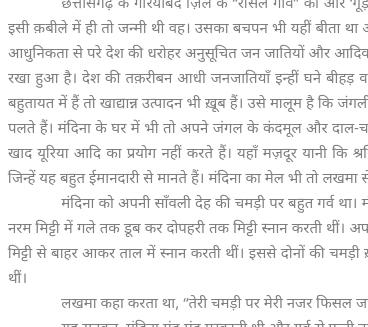 छत्तीसगढ़ के गरियाबंद ज़िले के "रसेल गाँव" की ओर "गूड़
इसी क़बीले में ही तो जन्मी थी वह। उसका बचपन भी यहीं बीता था
आधुनिकता से परे देश की धरोहर अनुसूचित जन जातियों और आदिव
रखा हुआ है। देश की तक़रीबन आधी जनजातियाँ इन्हीं घने बीहड़ व
बहुतायत में हैं तो खाद्यान्न उत्पादन भी ख़ूब हैं। उसे मालूम है कि जंगली
पलते हैं। मंदिना के घर में भी तो अपने जंगल के कंदमूल और दाल-च
खाद यूरिया आदि का प्रयोग नहीं करते हैं। यहाँ मज़दूर यानी कि श्र
जिन्हें यह बहुत ईमानदारी से मानते हैं। मंदिना का मेल भी तो लखमा से
मंदिना को अपनी साँवली देह की चमड़ी पर बहुत गर्व था।
नरम मिट्टी में गले तक डूब कर दोपहरी तक मिट्टी स्नान करती थीं। अप
मिट्टी से बाहर आकर ताल में स्नान करती थीं। इससे दोनों की चमड़ी
थीं।
लखमा कहा करता था, "तेरी चमड़ी पर मेरी नजर फिसल ज